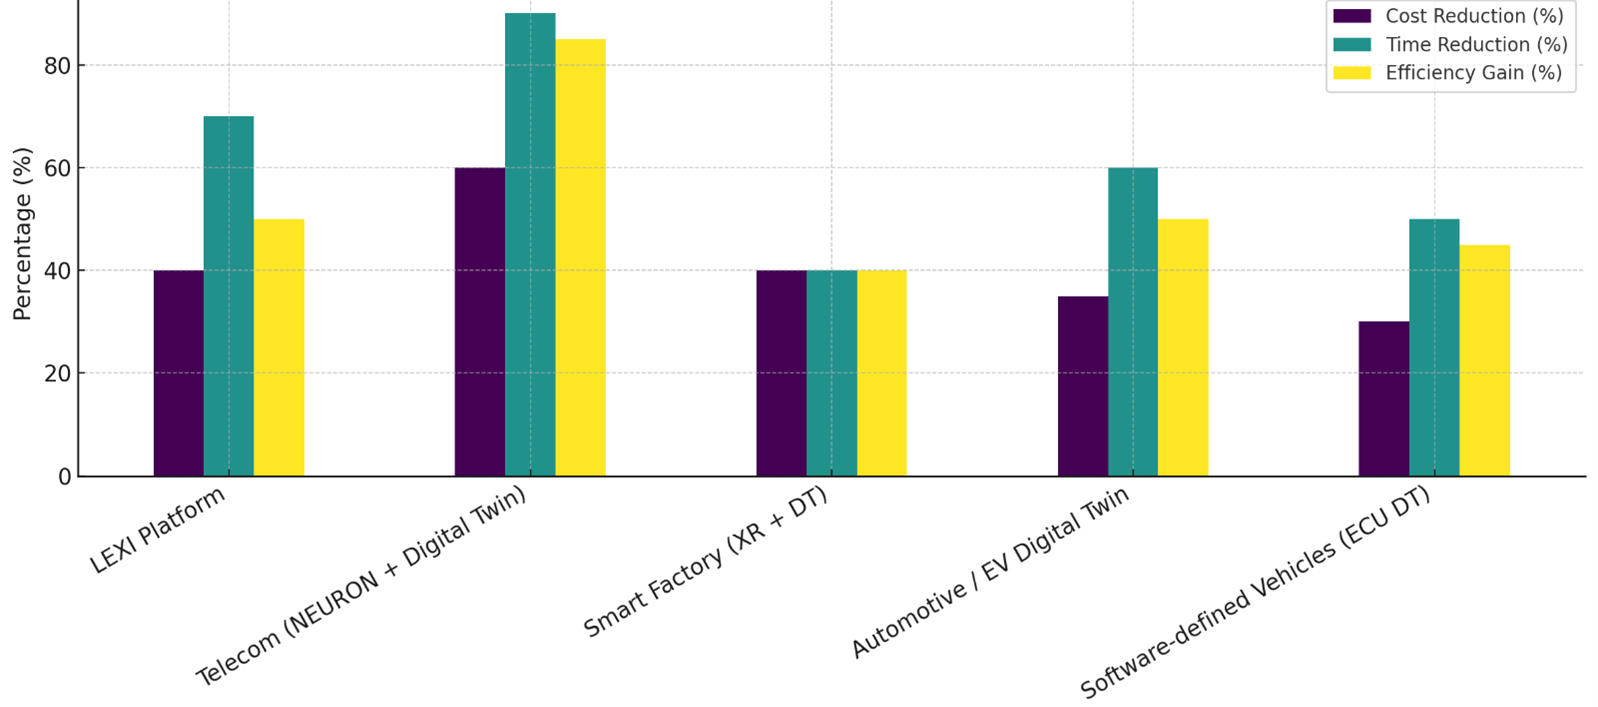 Cost Reduction (%)
Time Reduction (%)
Efficiency Gain (%)
Percentage (%)
80
60
40
20
0
LEXI Platform
Telecom (NEURON + Digital Twin)
Smart Factory (XR + DT)
Automotive / EV Digital Twin
Software-defined Vehicles (ECU DT)